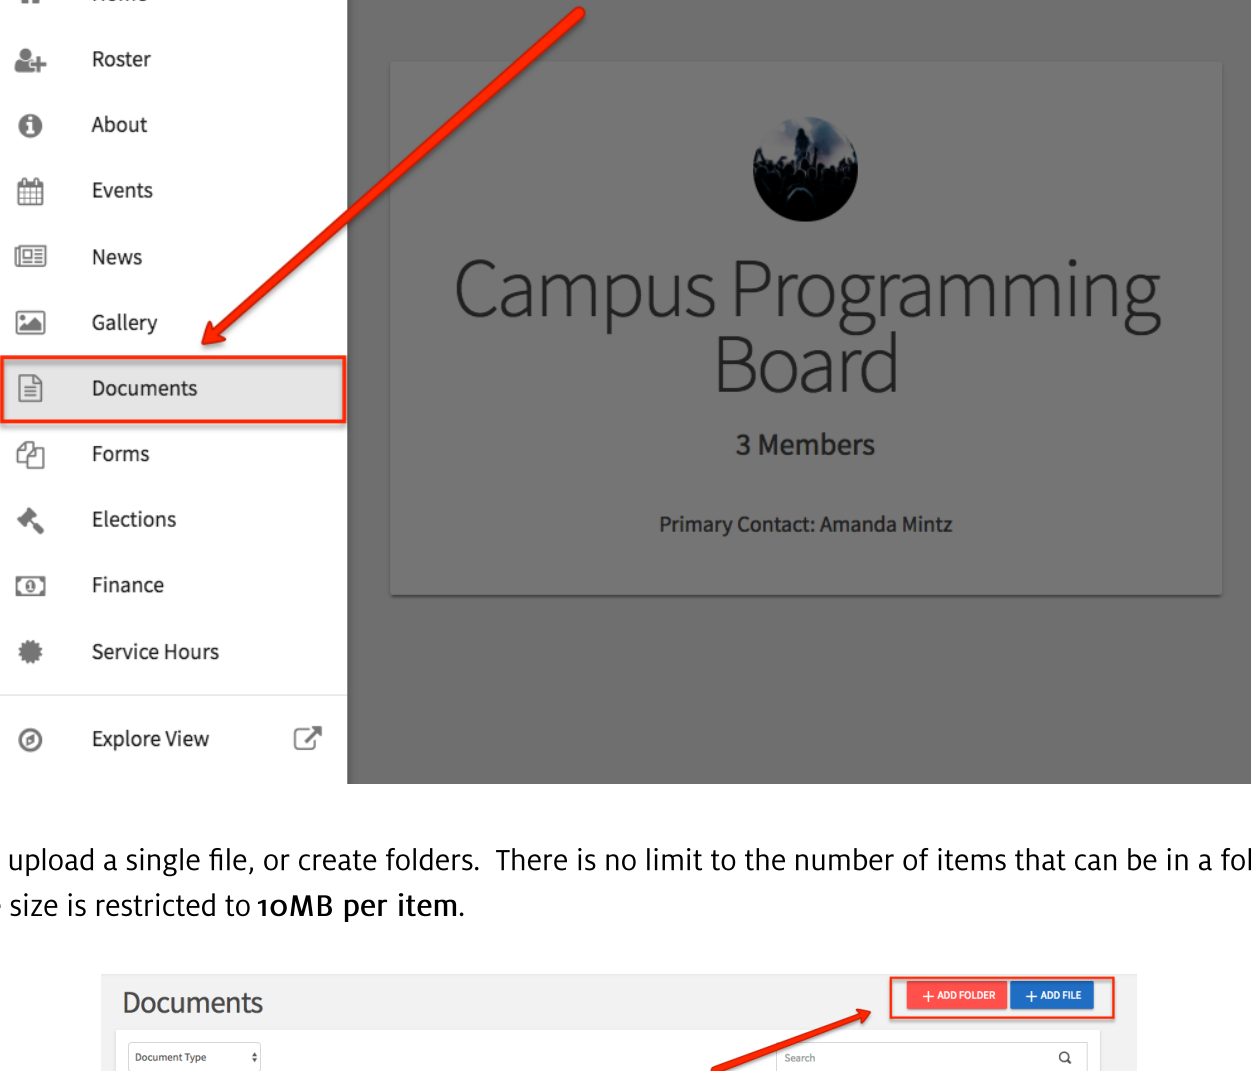 Roster
About
Events
News
Gallery
Documents
Forms
Elections
Finance
Service Hours
Explore View
Campus Programming
Board
3 Members
Primary Contact: Amanda Mintz
upload a single file, or create folders. There is no limit to the number of items that can be in a fol
size is restricted to 10MB per item.
Documents
+ ADD FOLDER
+ ADD FILE
Document Type
Search